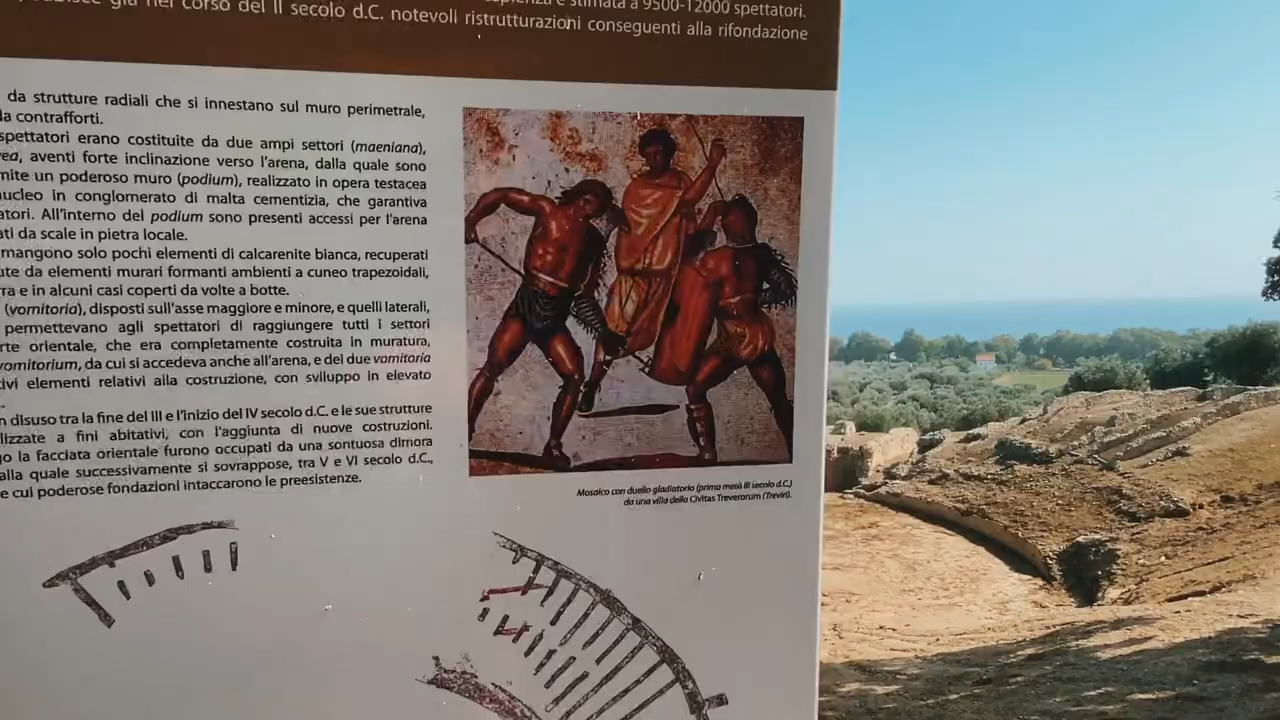 è stimata a 9500-12000 spettatori.
già nel corso del II secolo d.C. notevoli ristrutturazioni conseguenti alla rifondazione
da strutture radiali che si innestano sul muro perimetrale,
da contrafforti.
spettatori erano costituite da due ampi settori (maeniana),
aventi forte inclinazione verso l'arena, dalla quale sono
un poderoso muro (podium), realizzato in opera testacea
nucleo in conglomerato di malta cementizia, che garantiva
All'interno del podium sono presenti accessi per l'arena
da scale in pietra locale.
mangono solo pochi elementi di calcarenite bianca, recuperati
da elementi murari formanti ambienti a cuneo trapezoidali,
ra e in alcuni casi coperti da volte a botte.
(vomitoria), disposti sull'asse maggiore e minore, e quelli laterali,
permettevano agli spettatori di raggiungere tutti i settori
rte orientale, che era completamente costruita in muratura,
vomitorium, da cui si accedeva anche all'arena, e del due vomitoria
tivi elementi relativi alla costruzione, con sviluppo in elevato
n disuso tra la fine del III e l'inizio del IV secolo d.C. e le sue strutture
lizzate a fini abitativi, con l'aggiunta di nuove costruzioni.
go la facciata orientale furono occupati da una sontuosa dimora
alla quale successivamente si sovrappose, tra V e VI secolo d.C.,
e cui poderose fondazioni intaccarono le preesistenze.
Mosaico con duello gladiatorio (prima metà III secolo d.C.)
da una villa della Civitas Treverorum (Treviri).